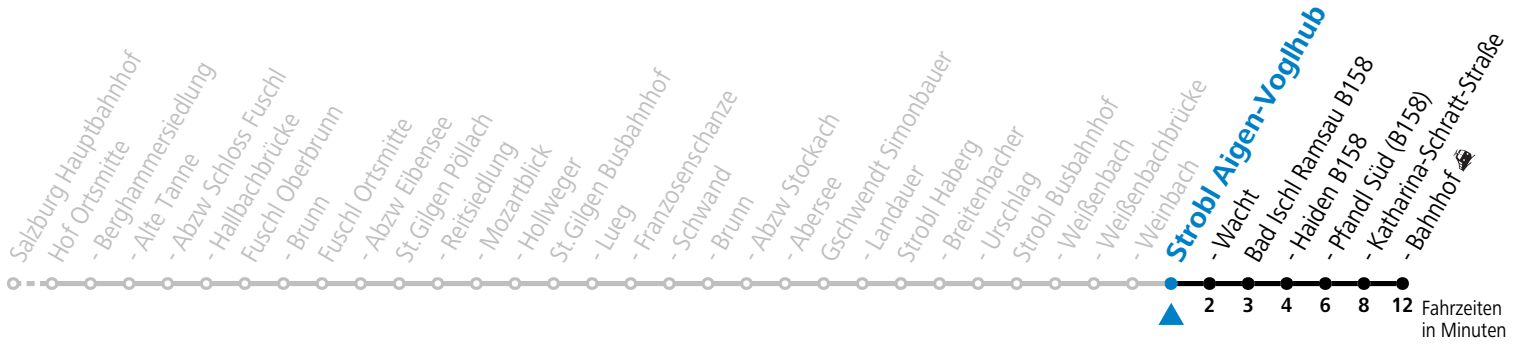 Salzburg Hauptbahnhof
Hof Ortsmitte
- Berghammersiedlung
- Alte Tanne
- Abzw Schloss Fuschl
- Hallbachbrücke
Fuschl Oberbrunn
- Brunn
Fuschl Ortsmitte
- Abzw Eibensee
St.Gilgen Pöllach
- Reitsiedlung
- Mozartblick
- Hollweger
St.Gilgen Busbahnhof
- Lueg
- Franzosenschanze
- Schwand
- Brunn
- Abzw Stockach
- Abersee
Gschwendt Simonbauer
- Landauer
Strobl Haberg
- Breitenbacher
- Urschlag
Strobl Busbahnhof
- Weißenbach
- Weißenbachbrücke
- Weinbach
Strobl Aigen-Voglhub
- Wacht
Bad Ischl Ramsau B158
- Haiden B158
- Pfandl Süd (B158)
- Katharina-Schratt-Straße
- Bahnhof
2 3 4 6 8 12 Fahrzeiten
in Minuten